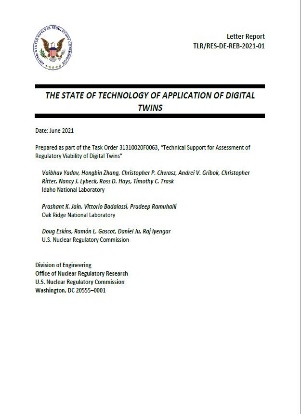 Letter Report
TLR/RES-DE-REB-2021-01
THE STATE OF TECHNOLOGY OF APPLICATION OF DIGITAL
TWINS
Date: June 2021
Prepared as part of the Task Order 31310020F0063, "Technical Support for Assessment of
Regulatory Viability of Digital Twins"
Vaibhav Yadav, Hongbin Zhang, Christopher P. Chwasz, Andrei V. Gribok, Christopher
Ritter, Nancy J. Lybeck, Ross D. Hays, Timothy C. Trask
Idaho National Laboratory
Prashant K. Jain, Vittorio Badalassi, Pradeep Ramuhalli
Oak Ridge National Laboratory
Doug Eskins, Ramón L. Gascot, Daniel Ju, Raj Iyengar
U.S. Nuclear Regulatory Commission
Division of Engineering
Office of Nuclear Regulatory Research
U.S. Nuclear Regulatory Commission
Washington, DC 20555–0001